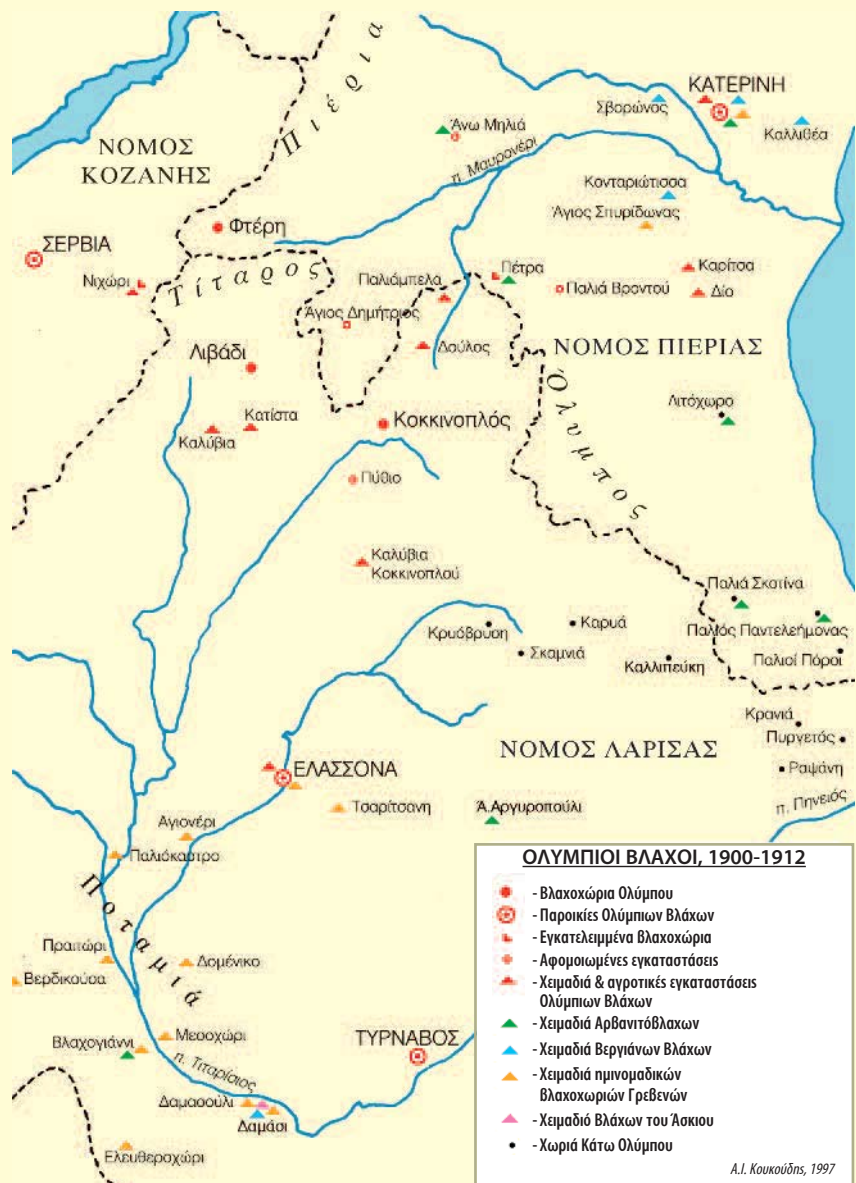 Πιέρια
ΚΑΤΕΡΙΝΗ
Σβορώνος
Καλλιθέα
Άνω Μηλιά
ΝΟΜΟΣ
ΚΟΖΑΝΗΣ
π. Μαυρονέρι
Κονταριώτισσα
Άγιος Σπυρίδωνας
Φτέρη
ΣΕΡΒΙΑ
Τίταρος
Νιχώρι
Παλιάμπελα
Πέτρα
Παλιά Βροντού
Καρίτσα
Δίο
Άγιος Δημήτριος
Δούλος
ΝΟΜΟΣ ΠΙΕΡΙΑΣ
Λιβάδι
Όλυμπος
Λιτόχωρο
Κατίστα
Καλύβια
Κοκκινοπλός
Πύθιο
Καλύβια
Κοκκινοπλού
Παλιά Σκοτίνα
Παλιός Παντελεήμονας
Παλιοί Πόροι
Κρυόβρυση
Καρυά
Σκαμνιά
Καλλιπεύκη
Κρανιά
Πυργετός
Ραψάνη
π. Πηνειός
ΝΟΜΟΣ ΛΑΡΙΣΑΣ
ΕΛΑΣΣΟΝΑ
Τσαρίτσανη
Ά.Αργυροπούλι
Αγιονέρι
Παλιόκαστρο
Ποταμιά
Πραιτώρι
Δομένικο
Βερδικούσα
Μεσοχώρι
Βλαχογιάννι
π. Τιταρίσιος
ΤΥΡΝΑΒΟΣ
Δαμασούλι
Δαμάσι
Ελευθεροχώρι
ΟΛΥΜΠΙΟΙ ΒΛΑΧΟΙ, 1900-1912
- Βλαχοχώρια Ολύμπου
- Παροικίες Ολύμπιων Βλάχων
- Εγκατελειμμένα βλαχοχώρια
- Αφομοιωμένες εγκαταστάσεις
- Χειμαδιά & αγροτικές εγκαταστάσεις
Ολύμπιων Βλάχων
- Χειμαδιά Αρβανιτόβλαχων
- Χειμαδιά Βεργιάνων Βλάχων
- Χειμαδιά ημινομαδικών
βλαχοχωριών Γρεβενών
- Χειμαδιό Βλάχων του Άσκιου
- Χωριά Κάτω Ολύμπου
Α.Ι. Κουκούδης, 1997